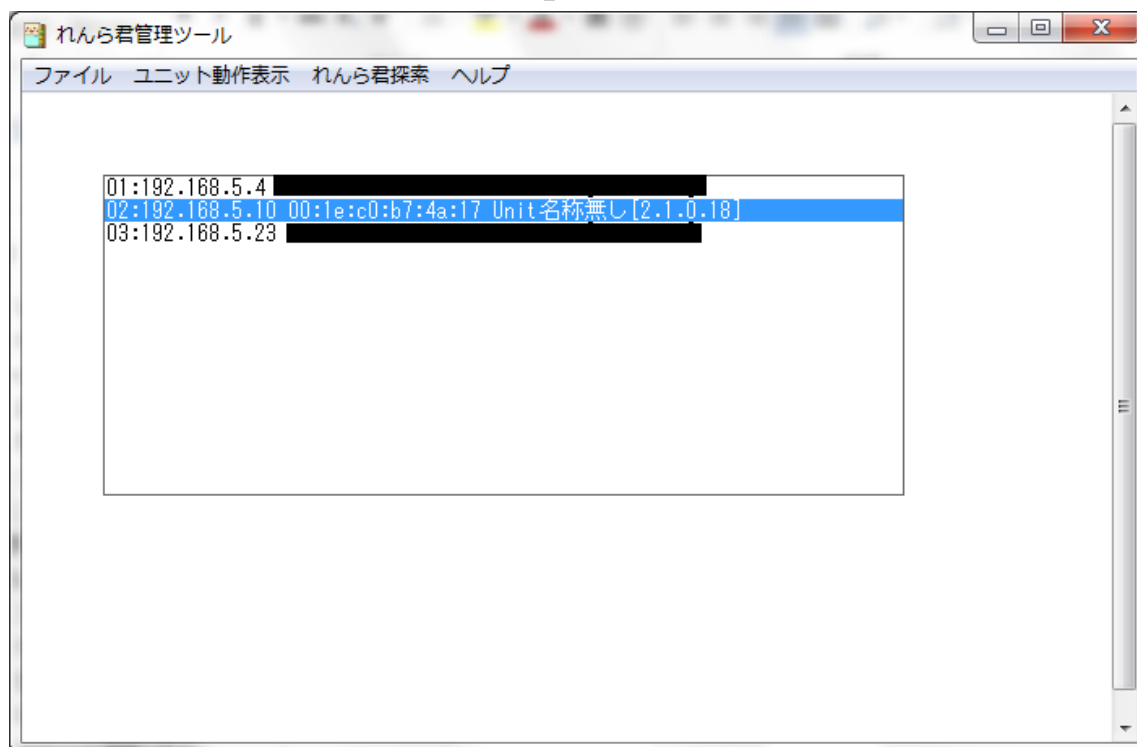 れんら君管理ツール
ファイル ユニット動作表示 れんら君探索 ヘルプ
01:192.168.5.4
02:192.168.5.10 00:1e:c0:b7:4a:17 Unit名称無し[2.1.0.18]
03:192.168.5.23